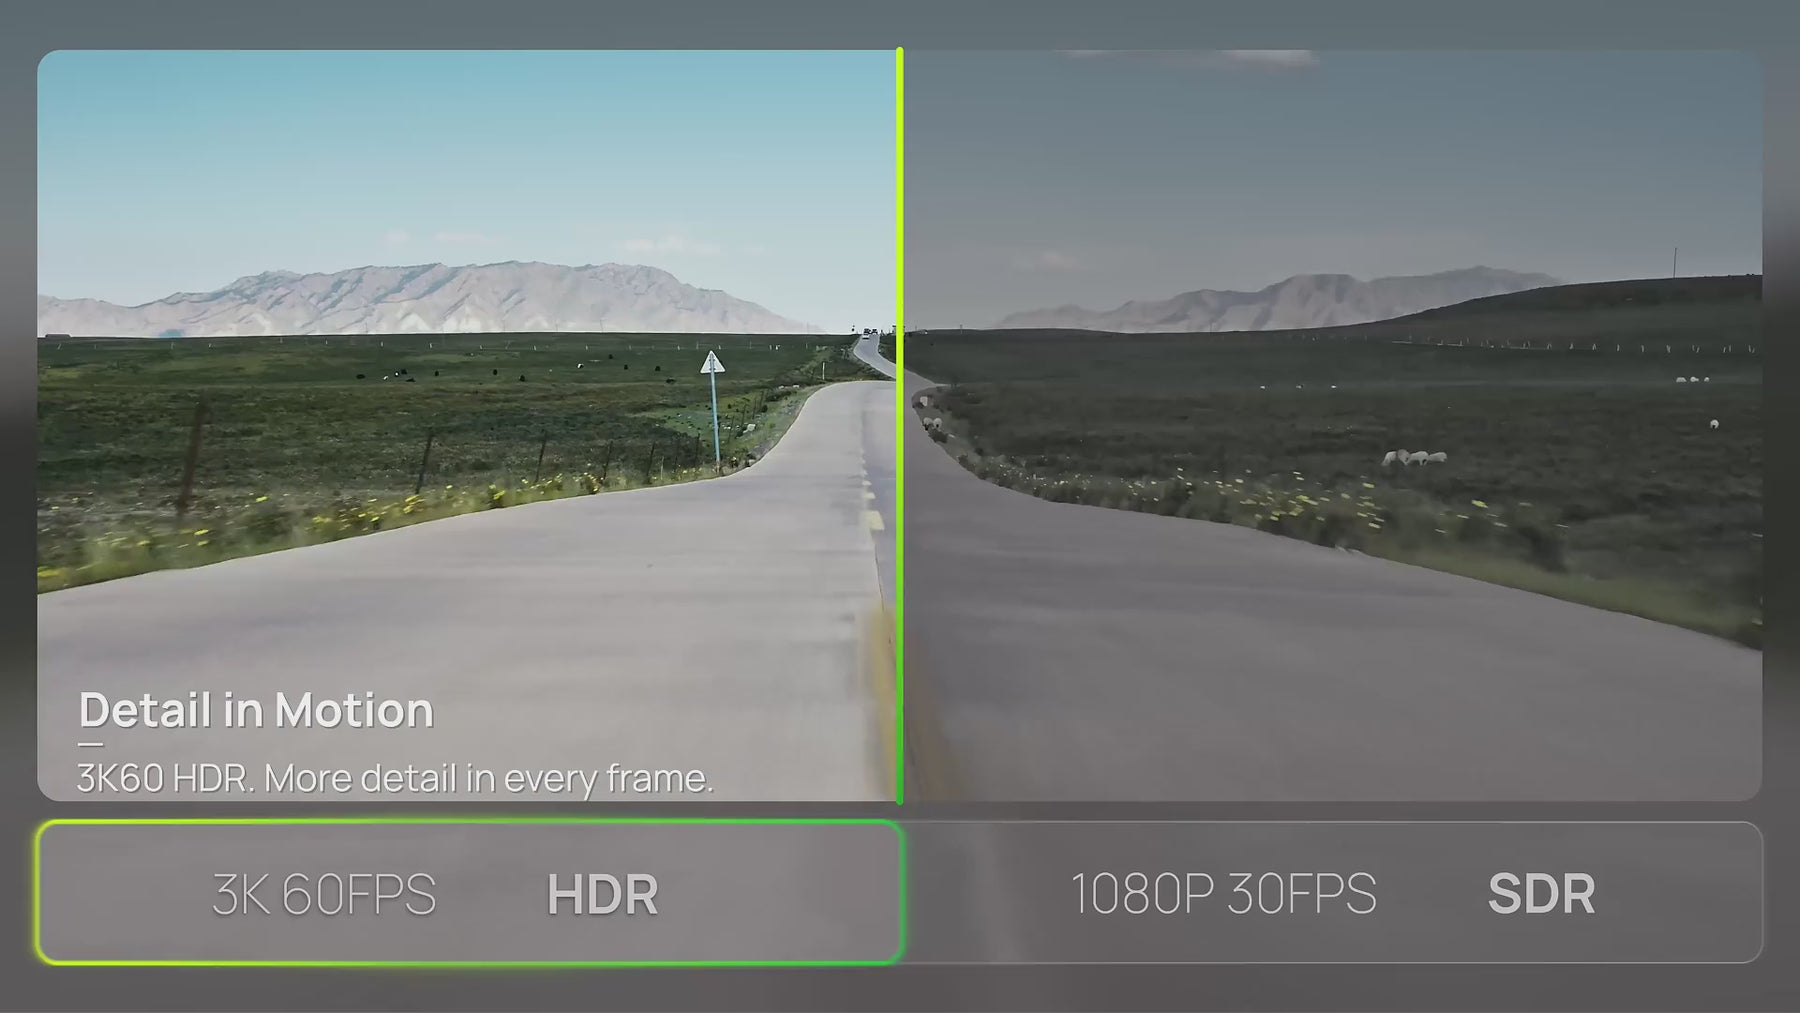 Detail in Motion
3K60 HDR. More detail in every frame.
3K 60FPS HDR
1080P 30FPS SDR